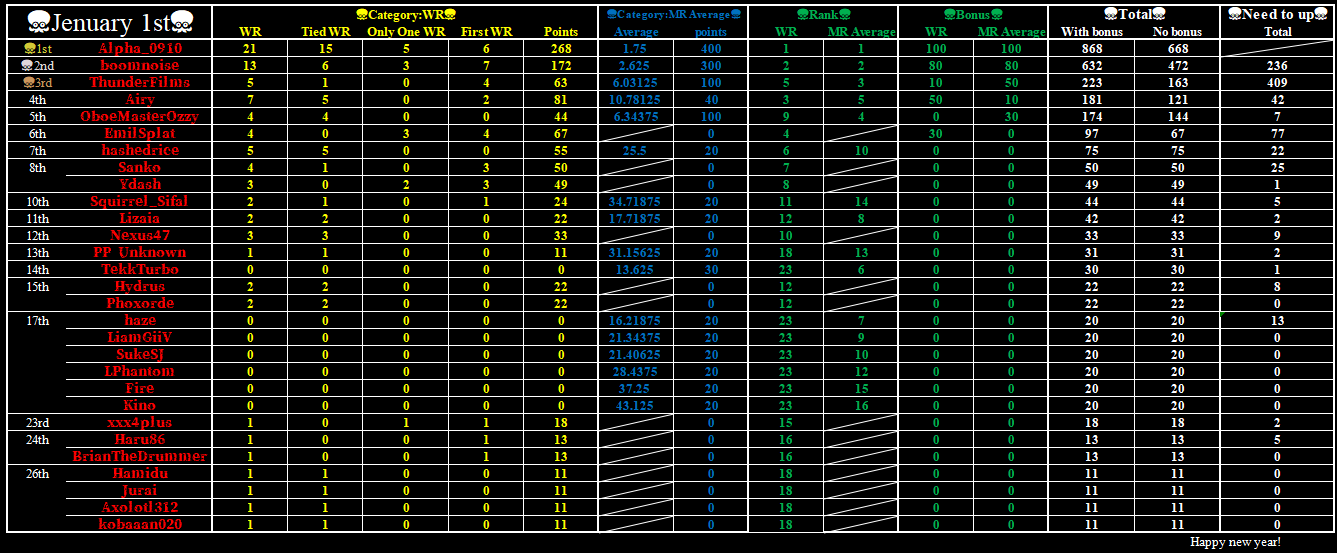 Jenuary 1st Category:WR Category:MR Average Rank Bonus Total Need to up
WR Tied WR Only One WR First WR Points Average points WR MR Average WR MR Average With bonus No bonus Total
1st Alpha_0910 21 15 5 6 268 1.75 400 1 1 100 100 868 668
2nd boomnoise 13 6 3 7 172 2.625 300 2 2 80 80 632 472 236
3rd ThunderFilms 5 1 0 4 63 6.03125 100 5 3 10 50 223 163 409
4th Airy 7 5 0 2 81 10.78125 40 3 5 50 10 181 121 42
5th OboeMasterOzzy 4 4 0 0 44 6.34375 100 9 4 0 30 174 144 7
6th EmilSplat 4 0 3 4 67 0 4 30 0 97 67 77
7th hashedrice 5 5 0 0 55 25.5 20 6 10 0 0 75 75 22
8th Sanko 4 1 0 3 50 0 7 0 0 50 50 25
Ydash 3 0 2 3 49 0 8 0 0 49 49 1
10th Squirrel_Sifal 2 1 0 1 24 34.71875 20 11 14 0 0 44 44 5
11th Lizaia 2 2 0 0 22 17.71875 20 12 8 0 0 42 42 2
12th Nexus47 3 3 0 0 33 0 10 0 0 33 33 9
13th PP_Unknown 1 1 0 0 11 31.15625 20 18 13 0 0 31 31 2
14th TekkTurbo 0 0 0 0 0 13.625 30 23 6 0 0 30 30 1
15th Hydrus 2 2 0 0 22 0 12 0 0 22 22 8
Phoxorde 2 2 0 0 22 0 12 0 0 22 22 0
17th haze 0 0 0 0 0 16.21875 20 23 7 0 0 20 20 13
LiamGiiV 0 0 0 0 0 21.34375 20 23 9 0 0 20 20 0
SukeSJ 0 0 0 0 0 21.40625 20 23 10 0 0 20 20 0
LPhantom 0 0 0 0 0 28.4375 20 23 12 0 0 20 20 0
Fire 0 0 0 0 0 37.25 20 23 15 0 0 20 20 0
Kino 0 0 0 0 0 43.125 20 23 16 0 0 20 20 0
23rd xxx4plus 1 0 1 1 18 0 15 0 0 18 18 2
24th Haru86 1 0 0 1 13 0 16 0 0 13 13 5
BrianTheDrummer 1 0 0 1 13 0 16 0 0 13 13 0
26th Hamidu 1 1 0 0 11 0 18 0 0 11 11 0
Jurai 1 1 0 0 11 0 18 0 0 11 11 0
Axolotl312 1 1 0 0 11 0 18 0 0 11 11 0
kobaaan020 1 1 0 0 11 0 18 0 0 11 11 0
Happy new year!